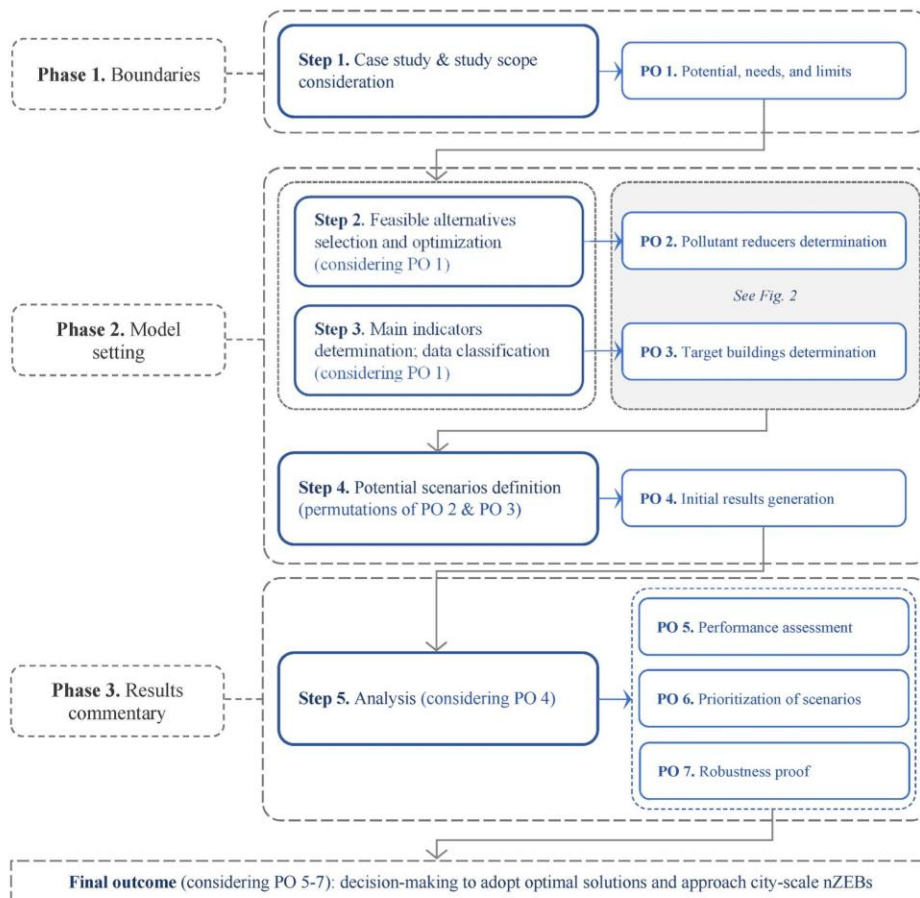 Phase 1. Boundaries
Step 1. Case study & study scope
consideration
PO 1. Potential, needs, and limits
Phase 2. Model
setting
Step 2. Feasible alternatives
selection and optimization
(considering PO 1)
PO 2. Pollutant reducers determination
See Fig. 2
Step 3. Main indicators
determination; data classification
(considering PO 1)
PO 3. Target buildings determination
Step 4. Potential scenarios definition
(permutations of PO 2 & PO 3)
PO 4. Initial results generation
Phase 3. Results
commentary
Step 5. Analysis (considering PO 4)
PO 5. Performance assessment
PO 6. Prioritization of scenarios
PO 7. Robustness proof
Final outcome (considering PO 5-7): decision-making to adopt optimal solutions and approach city-scale nZEBs